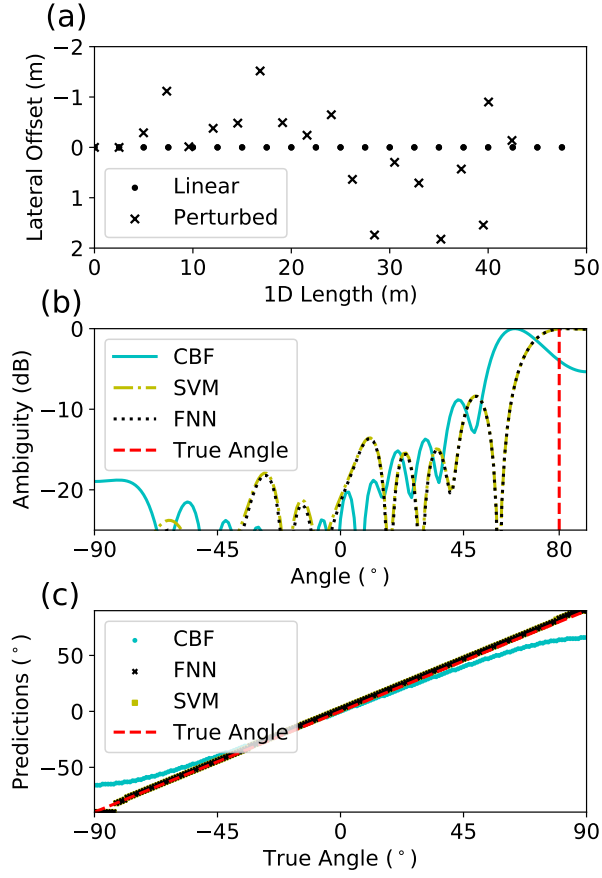 (a)
Lateral Offset (m)
−2
−1
0
1
2
Linear
Perturbed
0
10
20
30
40
50
1D Length (m)
(b)
Ambiguity (dB)
0
−10
−20
CBF
SVM
FNN
True Angle
−90
−45
0
45
80
Angle (°)
(c)
Predictions (°)
50
0
−50
CBF
FNN
SVM
True Angle
−90
−45
0
45
90
True Angle (°)